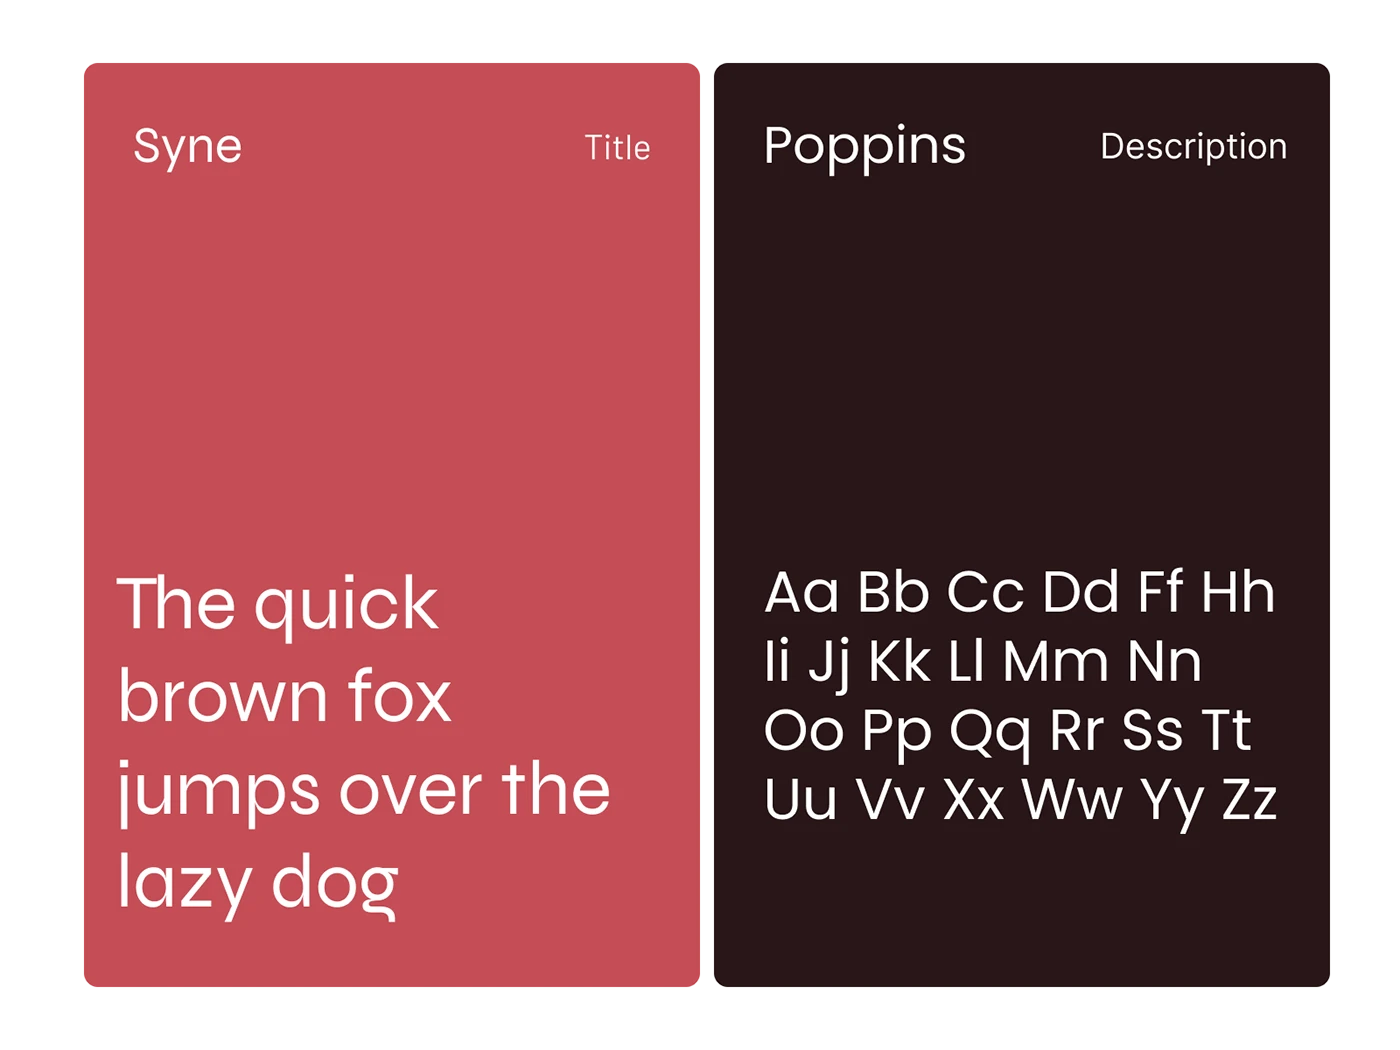 Syne
Title
The quick
brown fox
jumps over the
lazy dog
Poppins
Description
Aa Bb Cc Dd Ff Hh
Ii Jj Kk Ll Mm Nn
Oo Pp Qq Rr Ss Tt
Uu Vv Xx Ww Yy Zz